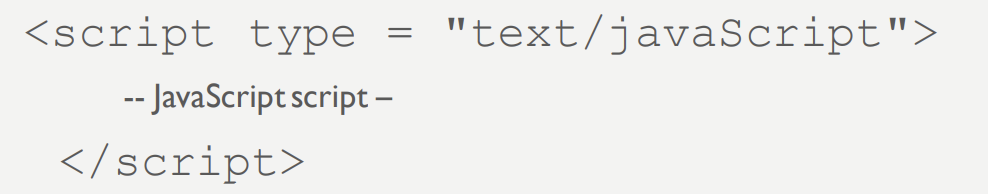 <script type = "text/javaScript">
-- JavaScript script –
</script>